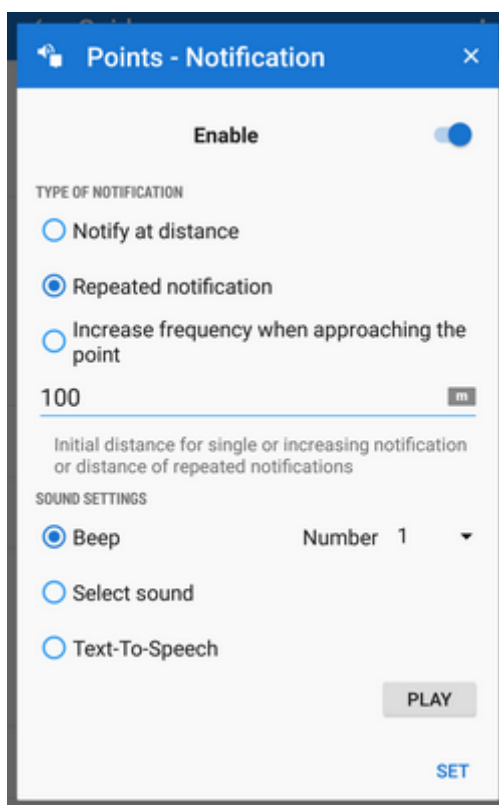 Points - Notification
Enable
TYPE OF NOTIFICATION
Notify at distance
Repeated notification
Increase frequency when approaching the
point
100 m
Initial distance for single or increasing notification
or distance of repeated notifications
SOUND SETTINGS
Beep Number 1
Select sound
Text-To-Speech
PLAY
SET